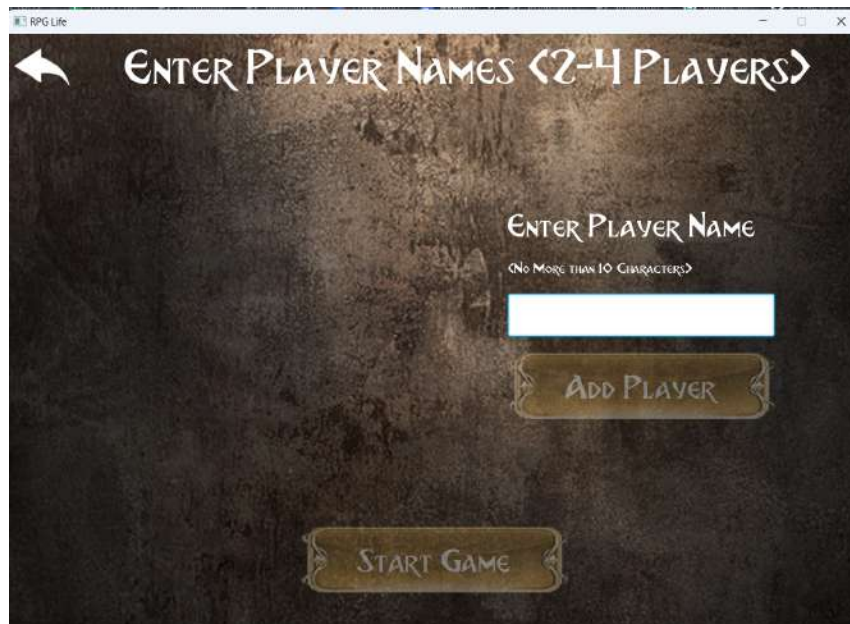 RPG Life
Enter Player Names (2-4 Players)
Enter Player Name
(No More than 10 Characters)
Add Player
Start Game